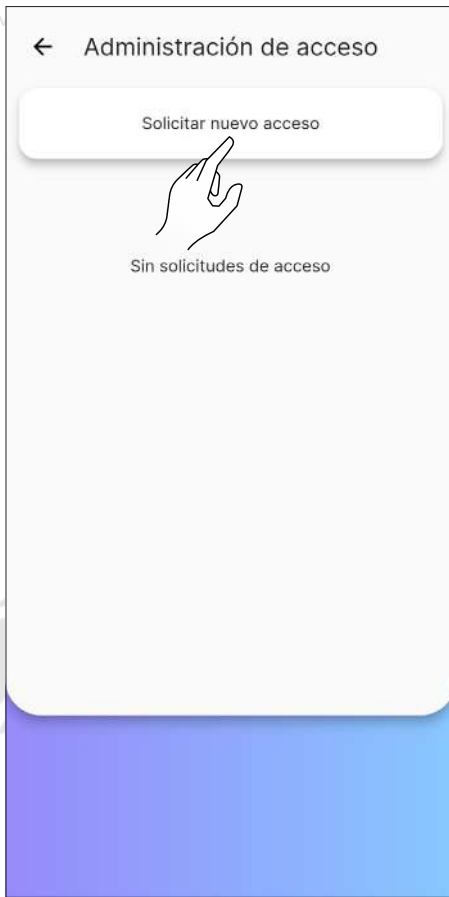 Administración de acceso
Solicitar nuevo acceso
Sin solicitudes de acceso